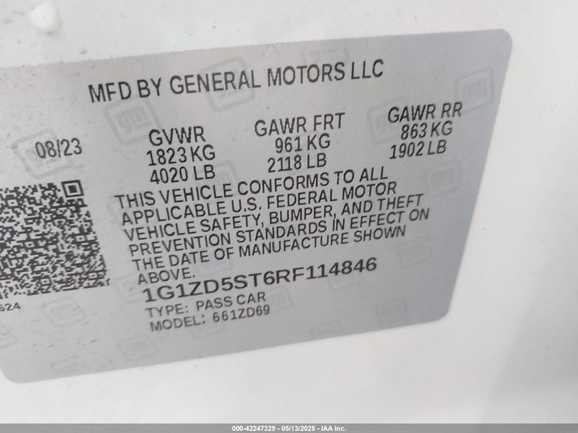 MFD BY GENERAL MOTORS LLC
08/23
GVWR
1823 KG
4020 LB
GAWR FRT
961 KG
2118 LB
GAWR RR
863 KG
1902 LB
THIS VEHICLE CONFORMS TO ALL
APPLICABLE U.S. FEDERAL MOTOR
VEHICLE SAFETY, BUMPER, AND THEFT
PREVENTION STANDARDS IN EFFECT ON
THE DATE OF MANUFACTURE SHOWN
ABOVE.
1G1ZD5ST6RF114846
TYPE: PASS CAR
MODEL: 661ZD69
000-42247329 - 05/13/2025 - IAA Inc.